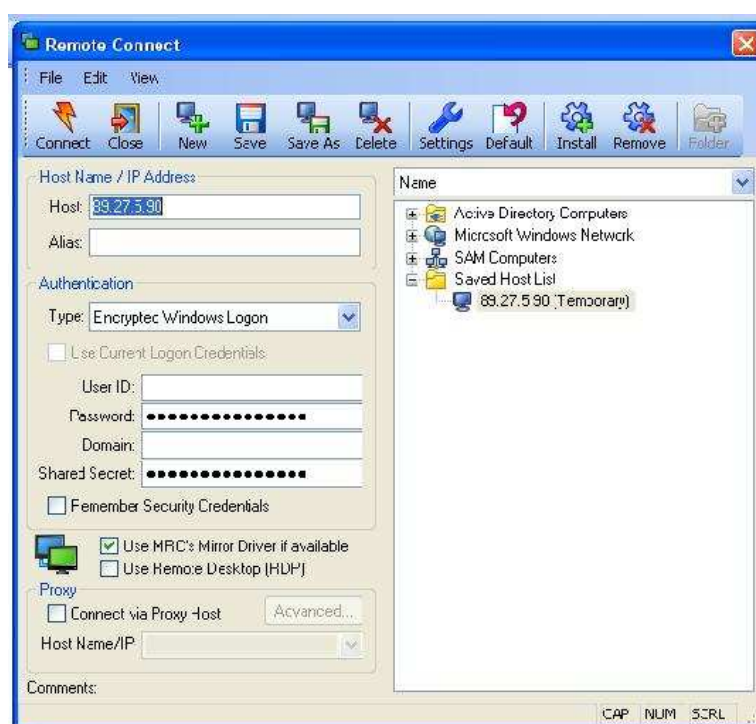 Remote Connect
File Edit View
Connect Close New Save Save As Delete Settings Default Install Remove Folder
Host Name / IP Address
Host: 89.27.5.90
Alias:
Authentication
Type: Encrypted Windows Logon
Use Current Logon Credentials
User ID:
Password:
Domain:
Shared Secret:
Remember Security Credentials
Use MRC's Mirror Driver if available
Use Remote Desktop (RDP)
Proxy
Connect via Proxy Host Advanced...
Host Name/IP
Comments:
Name
Active Directory Computers
Microsoft Windows Network
SAM Computers
Saved Host List
89.27.5.90 (Temporary)
CAP NUM SCRL